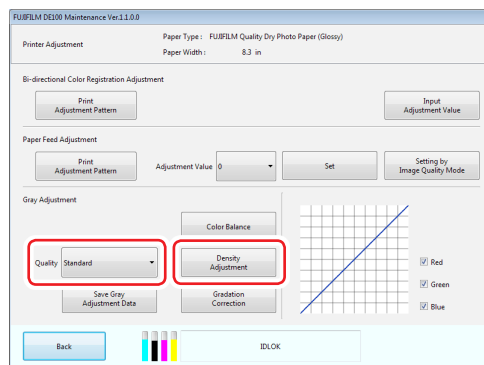 FUJIFILM DE100 Maintenance Ver.1.1.0.0
Printer Adjustment
Paper Type : FUJIFILM Quality Dry Photo Paper (Glossy)
Paper Width : 8.3 in
Bi-directional Color Registration Adjustment
Print
Adjustment Pattern
Input
Adjustment Value
Paper Feed Adjustment
Print
Adjustment Pattern
Adjustment Value 0
Set
Setting by
Image Quality Mode
Gray Adjustment
Color Balance
Quality Standard
Density
Adjustment
Save Gray
Adjustment Data
Gradation
Correction
Red
Green
Blue
Back
IDLOK